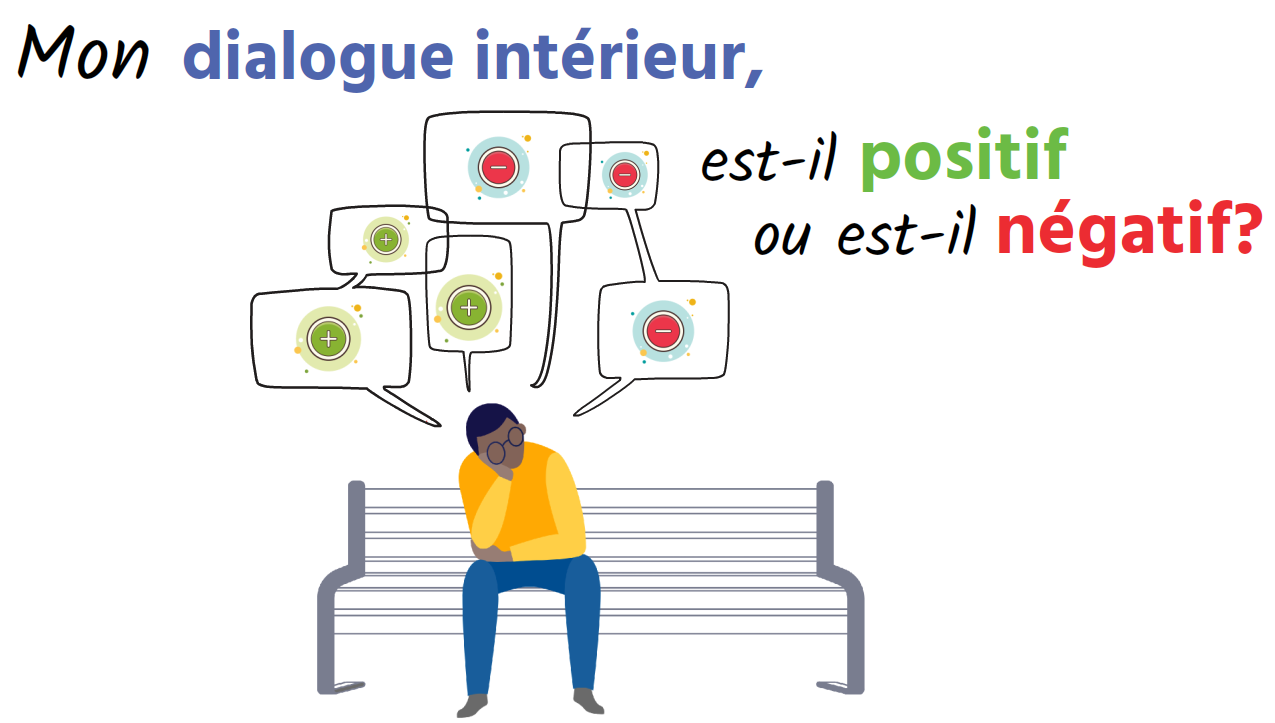 Mon dialogue intérieur,
est-il positif
ou est-il négatif?